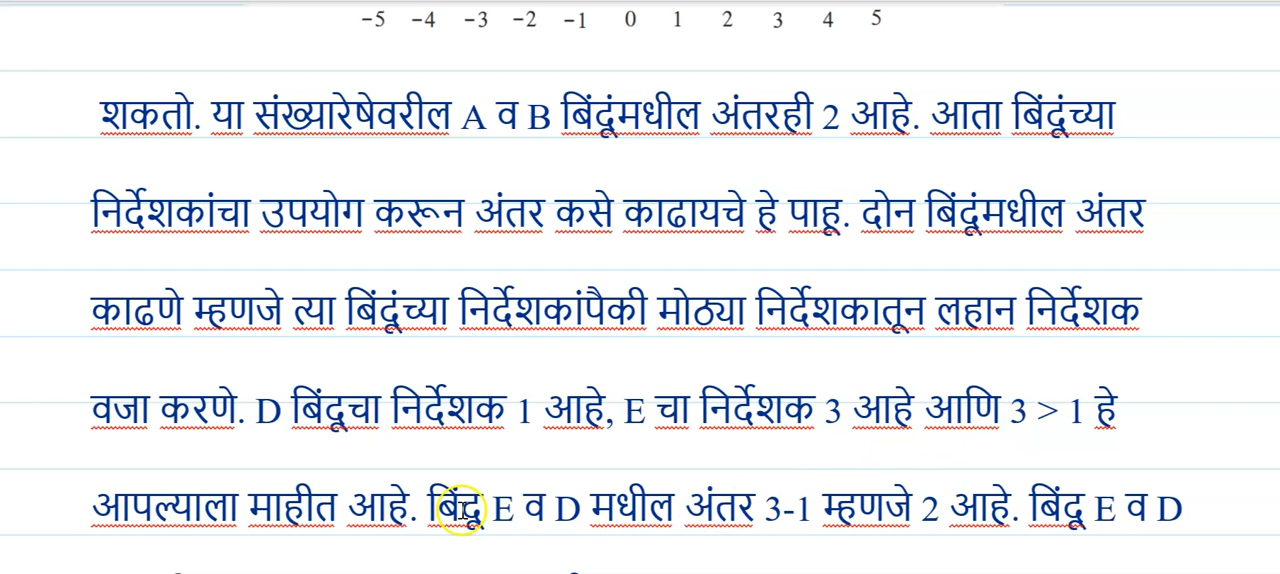 −5 −4 −3 −2 −1 0 1 2 3 4 5
शकतो. या संख्यारेषेवरील A व B बिंदूंमधील अंतरही 2 आहे. आता बिंदूंच्या
निर्देशकांचा उपयोग करून अंतर कसे काढायचे हे पाहू. दोन बिंदूंमधील अंतर
काढणे म्हणजे त्या बिंदूंच्या निर्देशकांपैकी मोठ्या निर्देशकातून लहान निर्देशक
वजा करणे. D बिंदूचा निर्देशक 1 आहे, E चा निर्देशक 3 आहे आणि 3 > 1 हे
आपल्याला माहीत आहे. बिंदू E व D मधील अंतर 3-1 म्हणजे 2 आहे. बिंदू E व D